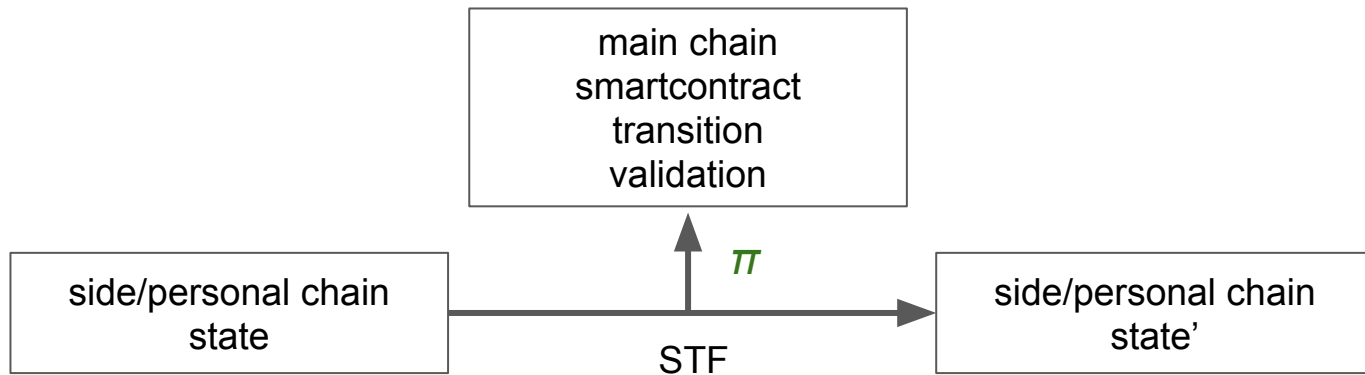 main chain
smartcontract
transition
validation
π
side/personal chain
state
STF
side/personal chain
state’